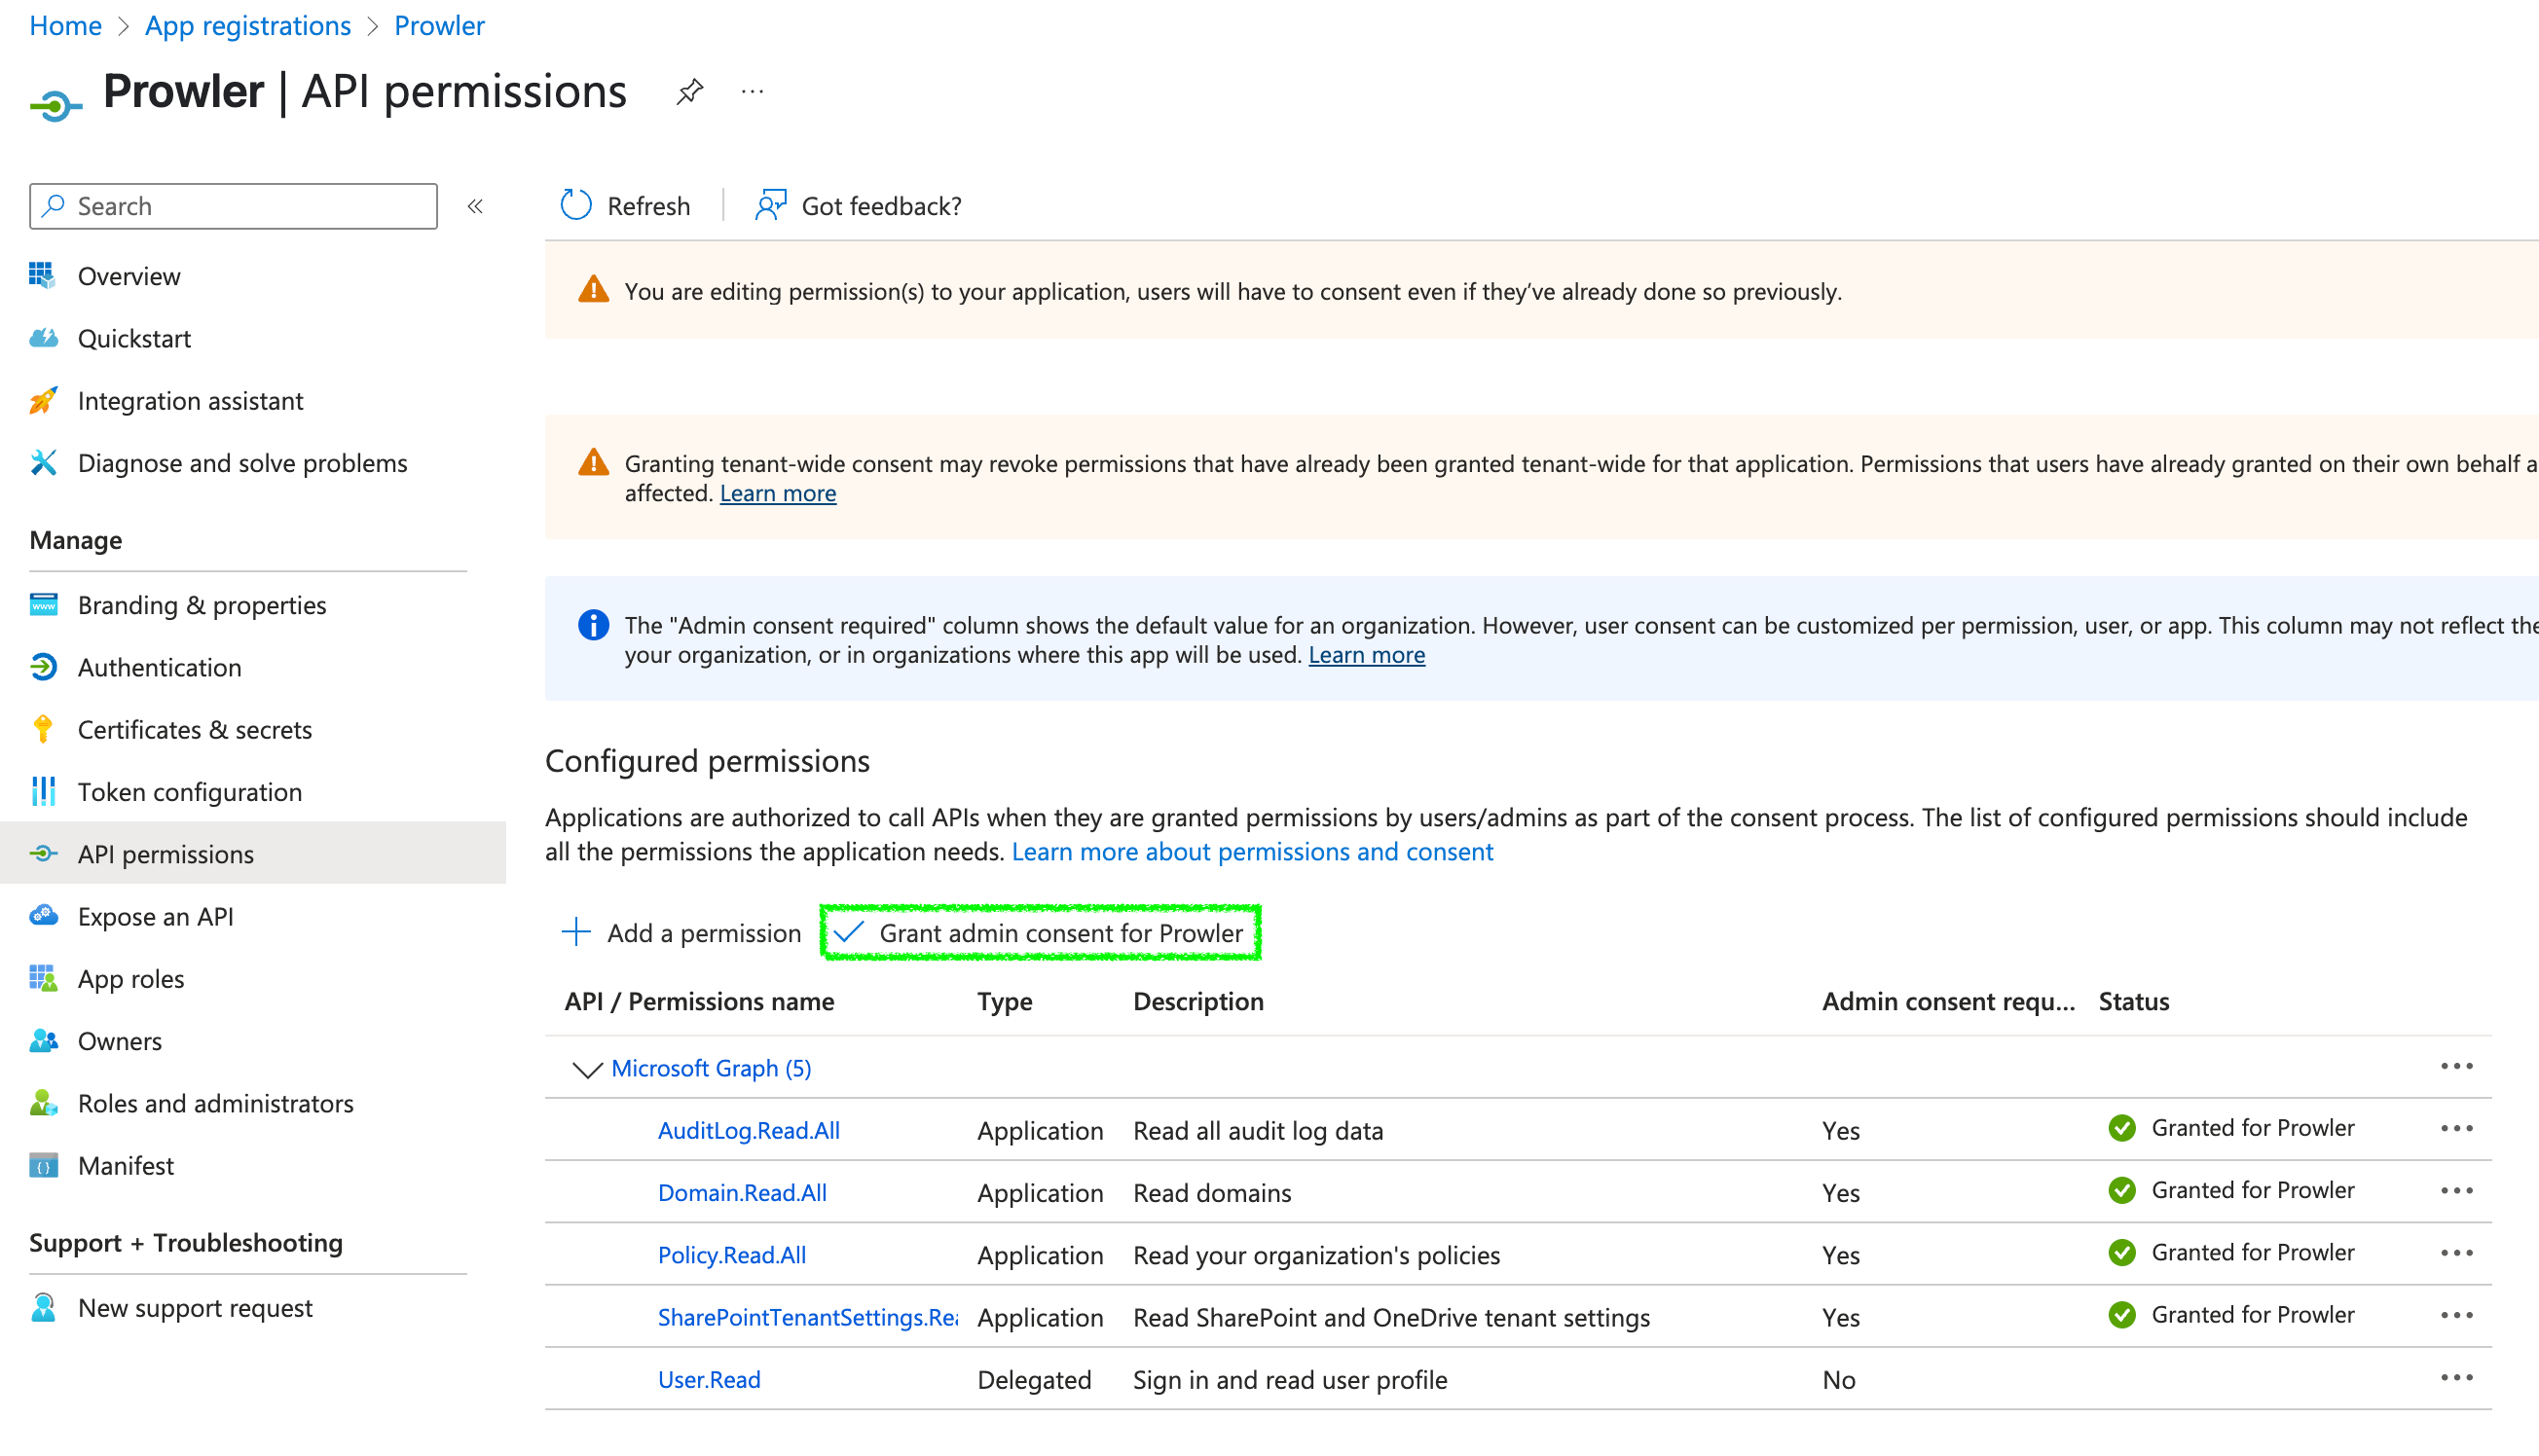 Home > App registrations > Prowler
Prowler | API permissions ...
Search «
Overview
Quickstart
Integration assistant
Diagnose and solve problems
Manage
Branding & properties
Authentication
Certificates & secrets
Token configuration
API permissions
Expose an API
App roles
Owners
Roles and administrators
Manifest
Support + Troubleshooting
New support request
Refresh | Got feedback?
You are editing permission(s) to your application, users will have to consent even if they’ve already done so previously.
Granting tenant-wide consent may revoke permissions that have already been granted tenant-wide for that application. Permissions that users have already granted on their own behalf a
affected. Learn more
The "Admin consent required" column shows the default value for an organization. However, user consent can be customized per permission, user, or app. This column may not reflect the
your organization, or in organizations where this app will be used. Learn more
Configured permissions
Applications are authorized to call APIs when they are granted permissions by users/admins as part of the consent process. The list of configured permissions should include
all the permissions the application needs. Learn more about permissions and consent
Add a permission Grant admin consent for Prowler
API / Permissions name Type Description Admin consent requ... Status
Microsoft Graph (5)
AuditLog.Read.All Application Read all audit log data Yes Granted for Prowler
Domain.Read.All Application Read domains Yes Granted for Prowler
Policy.Read.All Application Read your organization's policies Yes Granted for Prowler
SharePointTenantSettings.Rea Application Read SharePoint and OneDrive tenant settings Yes Granted for Prowler
User.Read Delegated Sign in and read user profile No